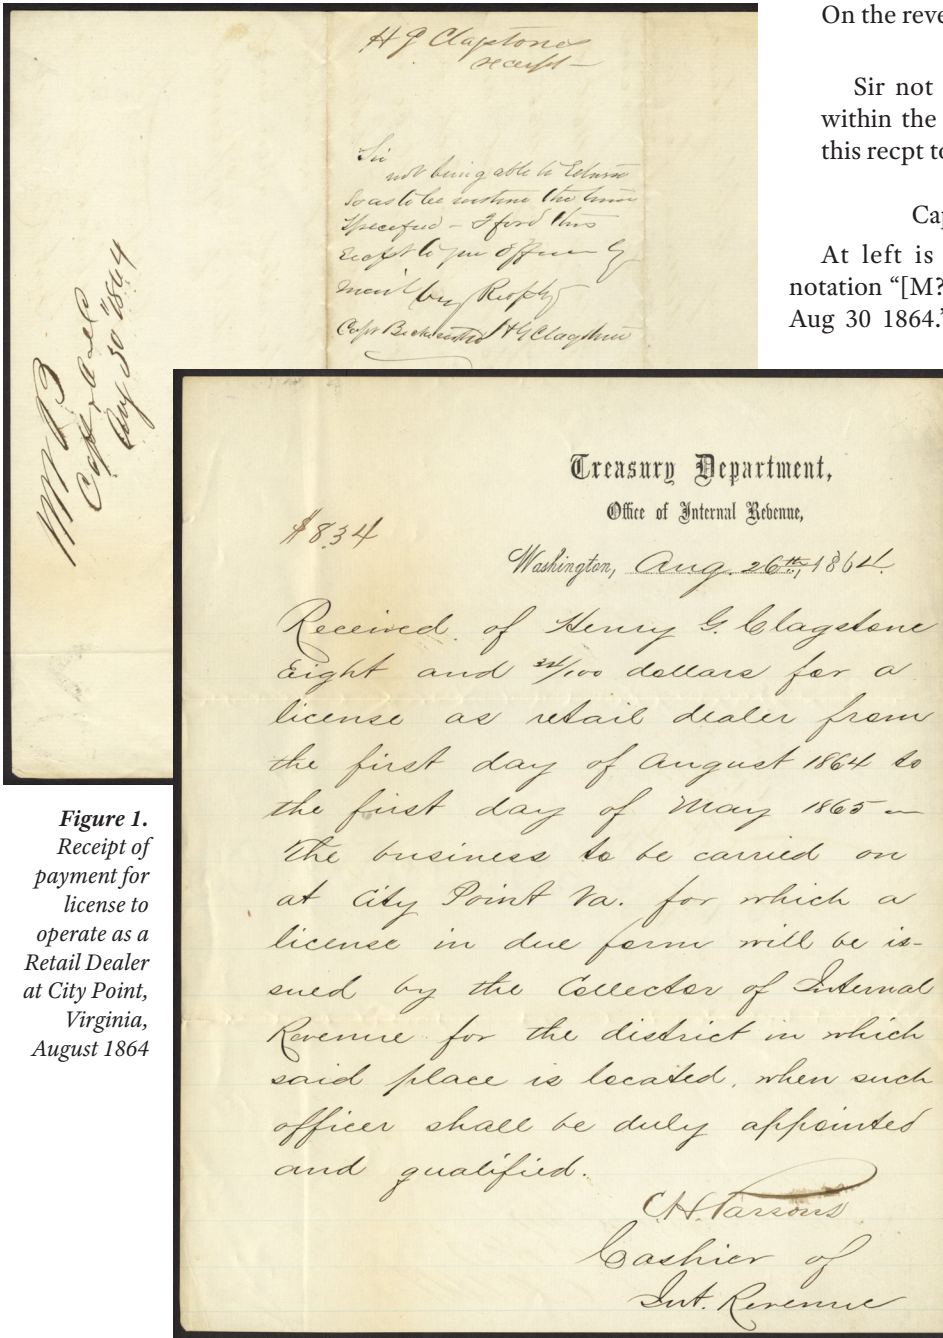 H G Clagstones
receipt
Sir
not being able to Return
so as to be within the time
specified - I ford this
recpt to your office by
mail by Respty
Capt Beckwith H G Clagstone
Capt & ACS
Aug 30" 1864
On the reve
Sir not
within the
this recpt to
Cap
At left is
notation “[M?
Aug 30 1864.”
Treasury Department,
Office of Internal Revenue,
$8.34
Washington, Aug. 26th, 1864.
Received of Henry G. Clagstone
Eight and 34/100 dollars for a
license as retail dealer from
the first day of August 1864 to
the first day of May 1865 —
The business to be carried on
at City Point Va. for which a
license in due form will be is-
sued by the Collector of Internal
Revenue for the district in which
said place is located, when such
officer shall be duly appointed
and qualified.
C.H. Parsons
Cashier of
Int. Revenue
Figure 1.
Receipt of
payment for
license to
operate as a
Retail Dealer
at City Point,
Virginia,
August 1864